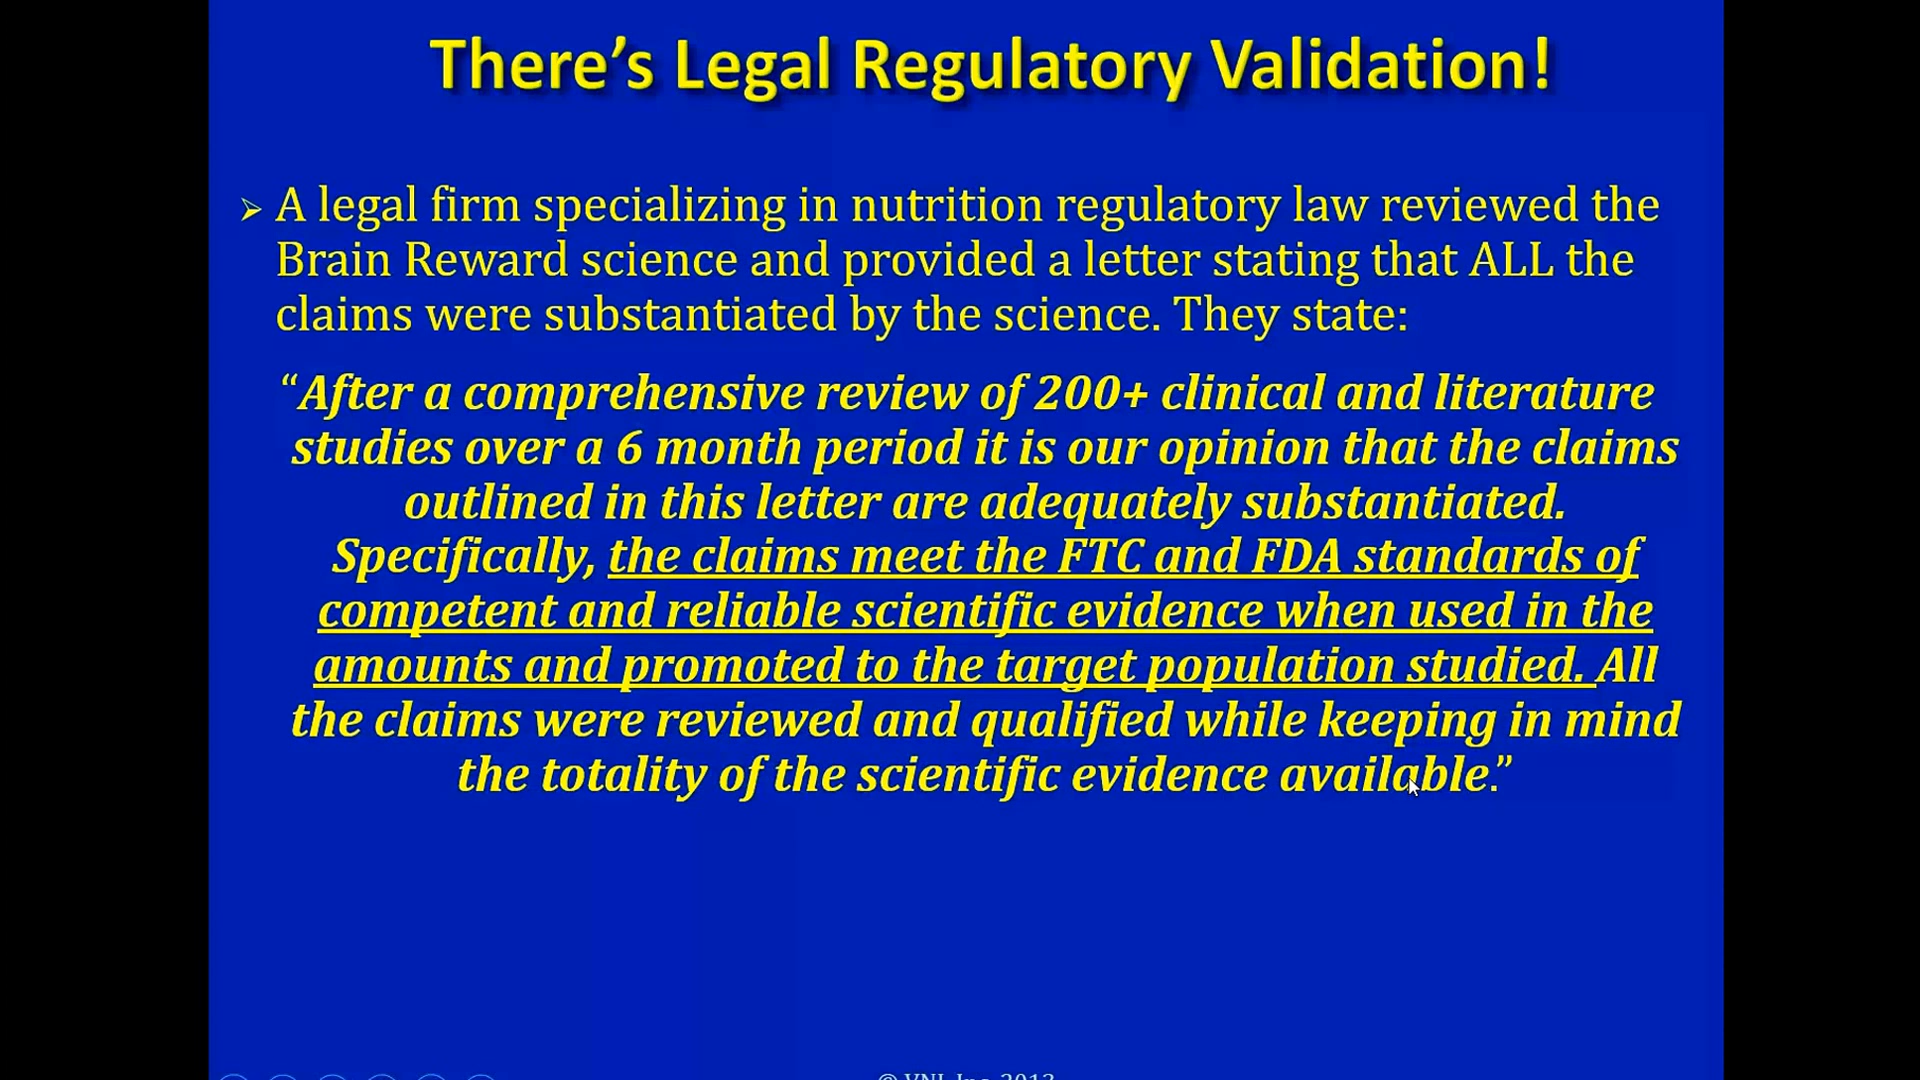 There’s Legal Regulatory Validation!
➢ A legal firm specializing in nutrition regulatory law reviewed the
Brain Reward science and provided a letter stating that ALL the
claims were substantiated by the science. They state:
“After a comprehensive review of 200+ clinical and literature
studies over a 6 month period it is our opinion that the claims
outlined in this letter are adequately substantiated.
Specifically, the claims meet the FTC and FDA standards of
competent and reliable scientific evidence when used in the
amounts and promoted to the target population studied. All
the claims were reviewed and qualified while keeping in mind
the totality of the scientific evidence available.”